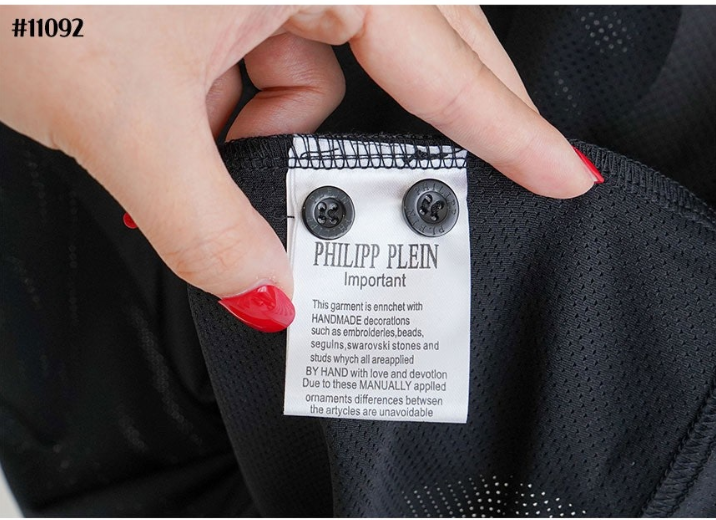 #11092
PHILIPP PLEIN
Important
This garment is ennchet with
HANDMADE decorations
such as embroideries,beads,
seguins,swarovski stones and
studs whych all areapplied
BY HAND with love and devotion
Due to these MANUALLY applled
ornaments differences betwsen
the artycles are unavoidable